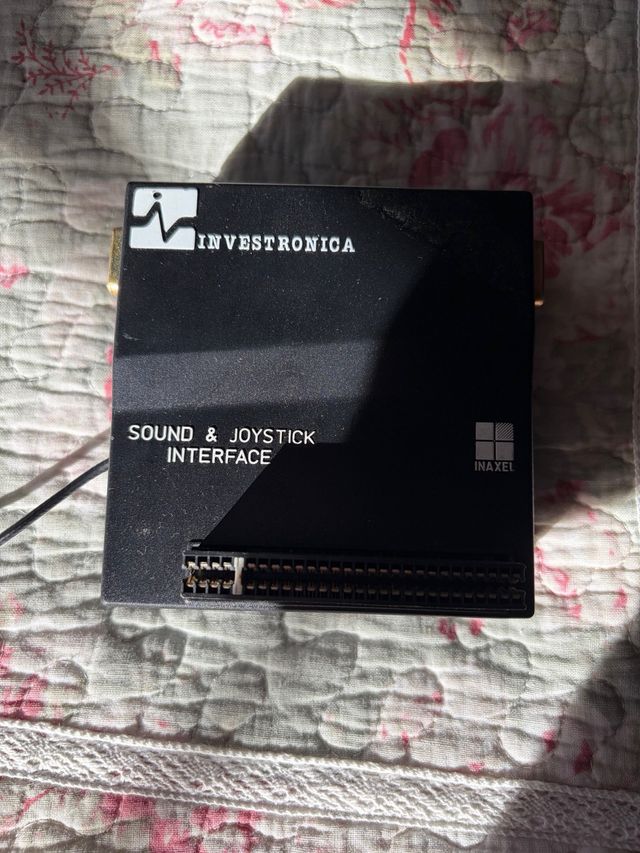 INVESTRONICA
SOUND & JOYSTICK
INTERFACE
INAXEL